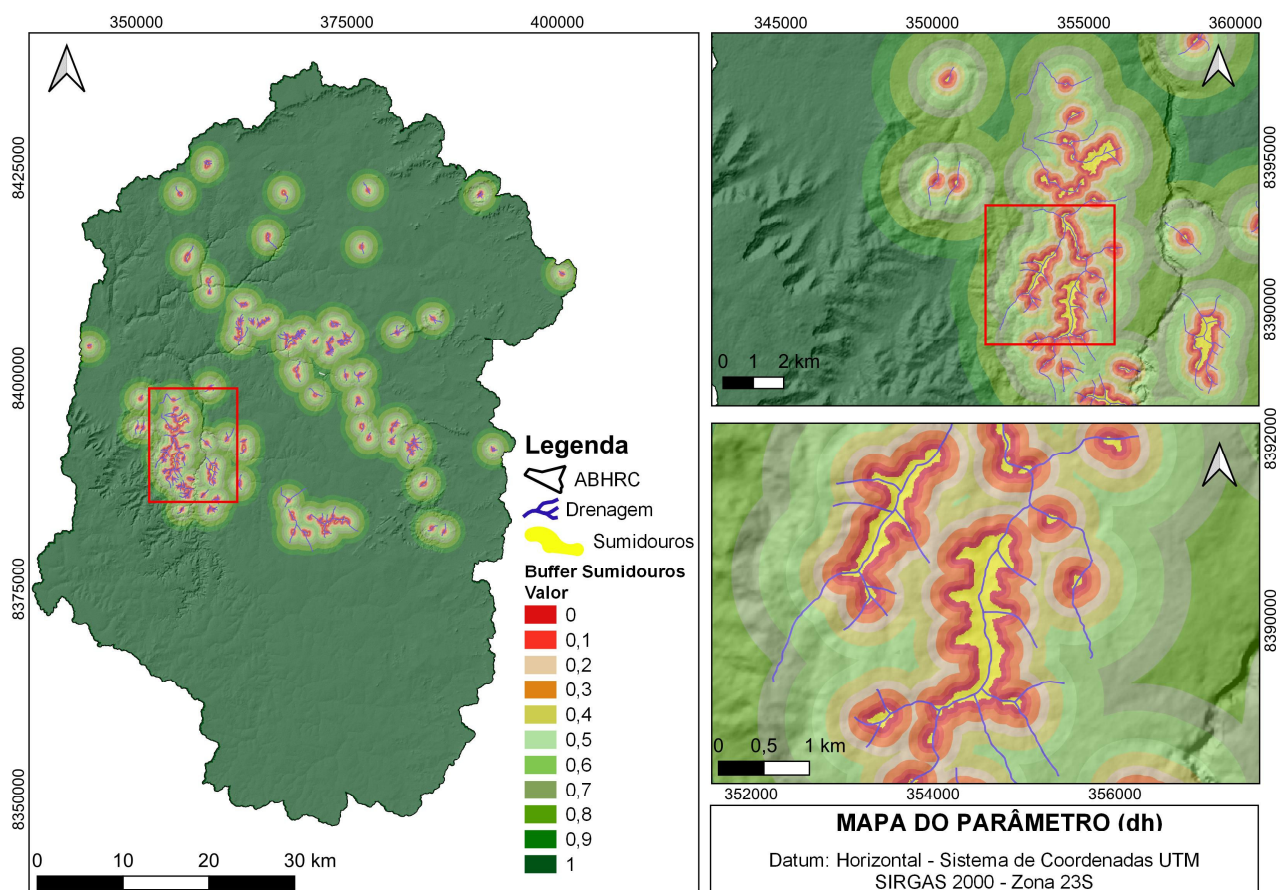 350000
375000
400000
8425000
8400000
8375000
8350000
Legenda
ABHRC
Drenagem
Sumidouros
Buffer Sumidouros
Valor
0
0,1
0,2
0,3
0,4
0,5
0,6
0,7
0,8
0,9
1
0 10 20 30 km
345000
350000
355000
360000
8395000
8390000
0 1 2 km
8392000
8390000
0 0,5 1 km
352000
354000
356000
MAPA DO PARÂMETRO (dh)
Datum: Horizontal - Sistema de Coordenadas UTM
SIRGAS 2000 - Zona 23S